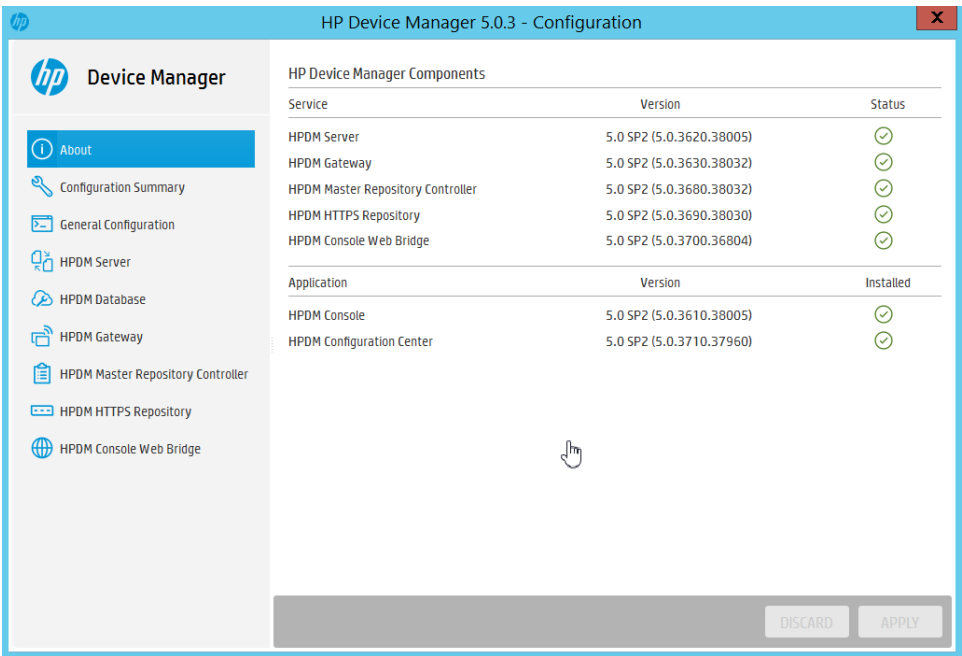 hp
HP Device Manager 5.0.3 - Configuration
X
hp
Device Manager
About
Configuration Summary
General Configuration
HPDM Server
HPDM Database
HPDM Gateway
HPDM Master Repository Controller
HPDM HTTPS Repository
HPDM Console Web Bridge
HP Device Manager Components
Service Version Status
HPDM Server 5.0 SP2 (5.0.3620.38005)
HPDM Gateway 5.0 SP2 (5.0.3630.38032)
HPDM Master Repository Controller 5.0 SP2 (5.0.3680.38032)
HPDM HTTPS Repository 5.0 SP2 (5.0.3690.38030)
HPDM Console Web Bridge 5.0 SP2 (5.0.3700.36804)
Application Version Installed
HPDM Console 5.0 SP2 (5.0.3610.38005)
HPDM Configuration Center 5.0 SP2 (5.0.3710.37960)
DISCARD APPLY